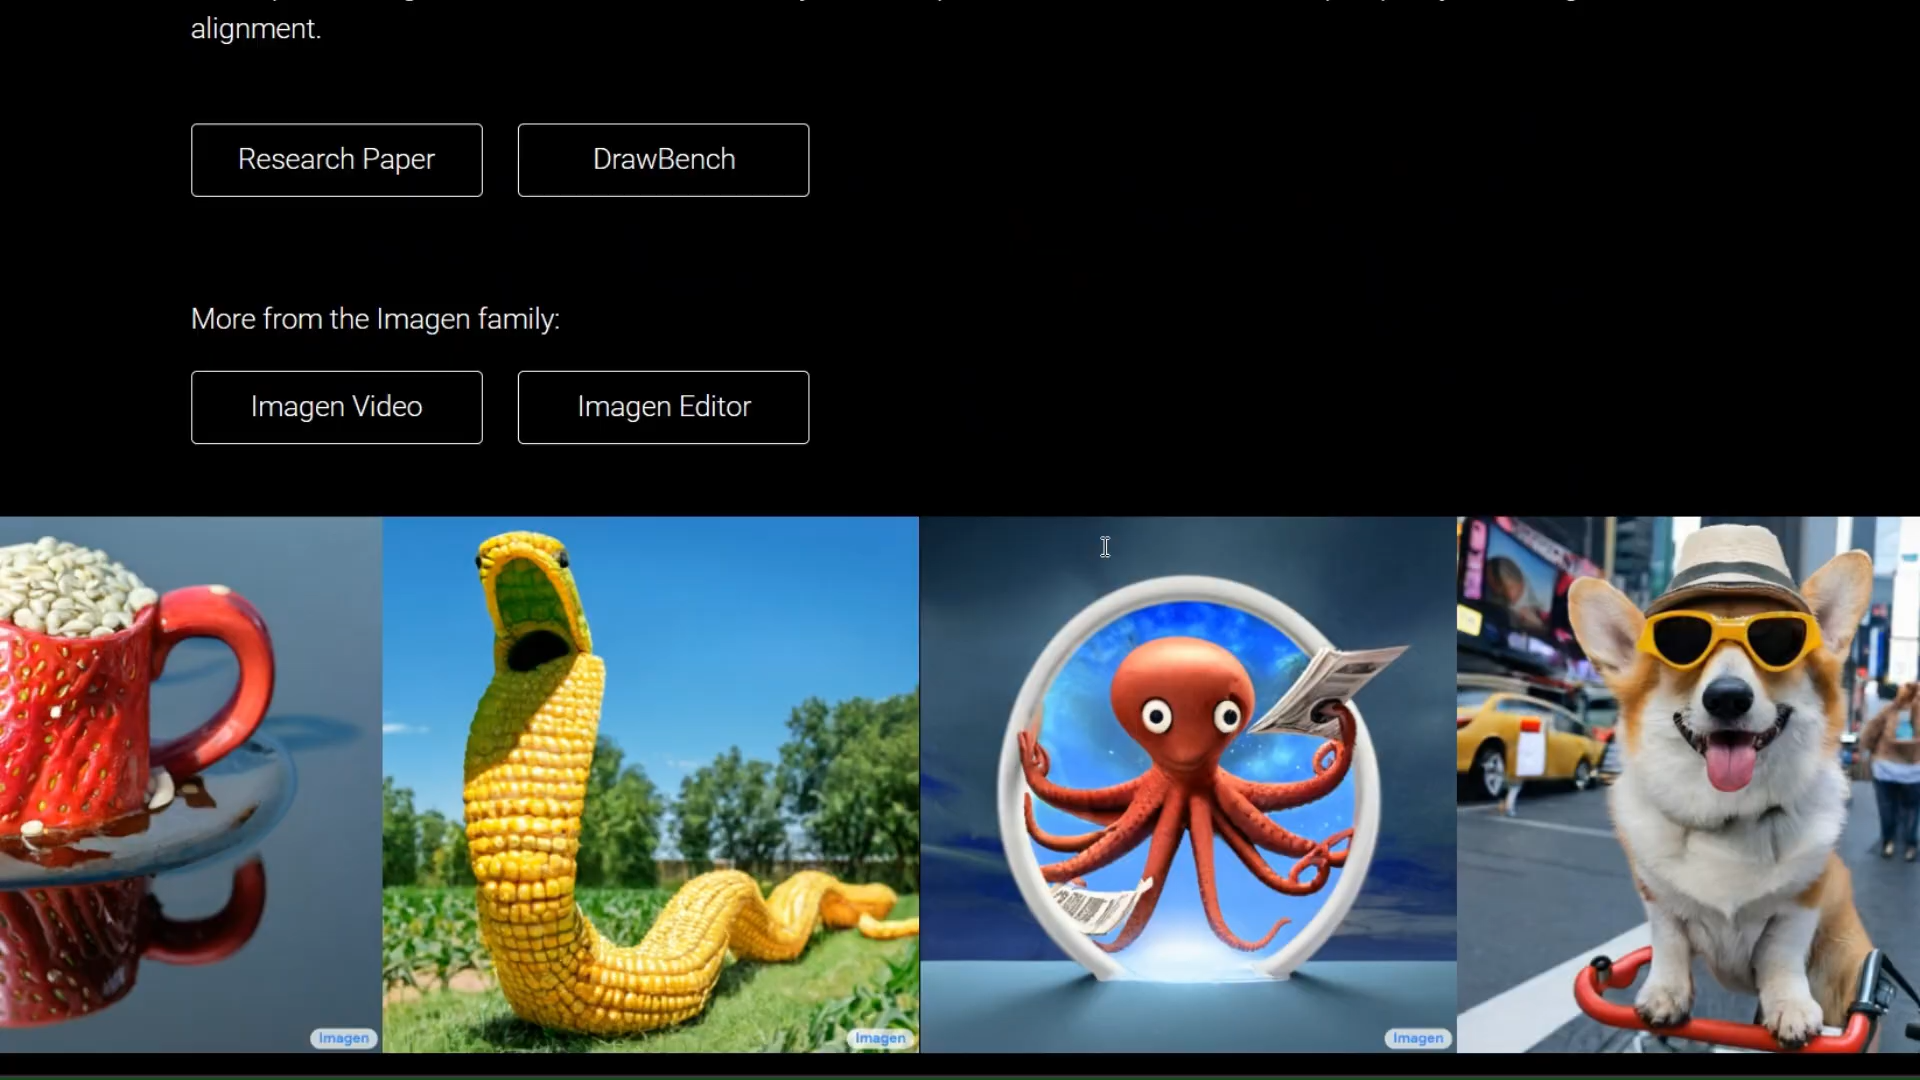 alignment.
Research Paper
DrawBench
More from the Imagen family:
Imagen Video
Imagen Editor
Imagen
Imagen
Imagen